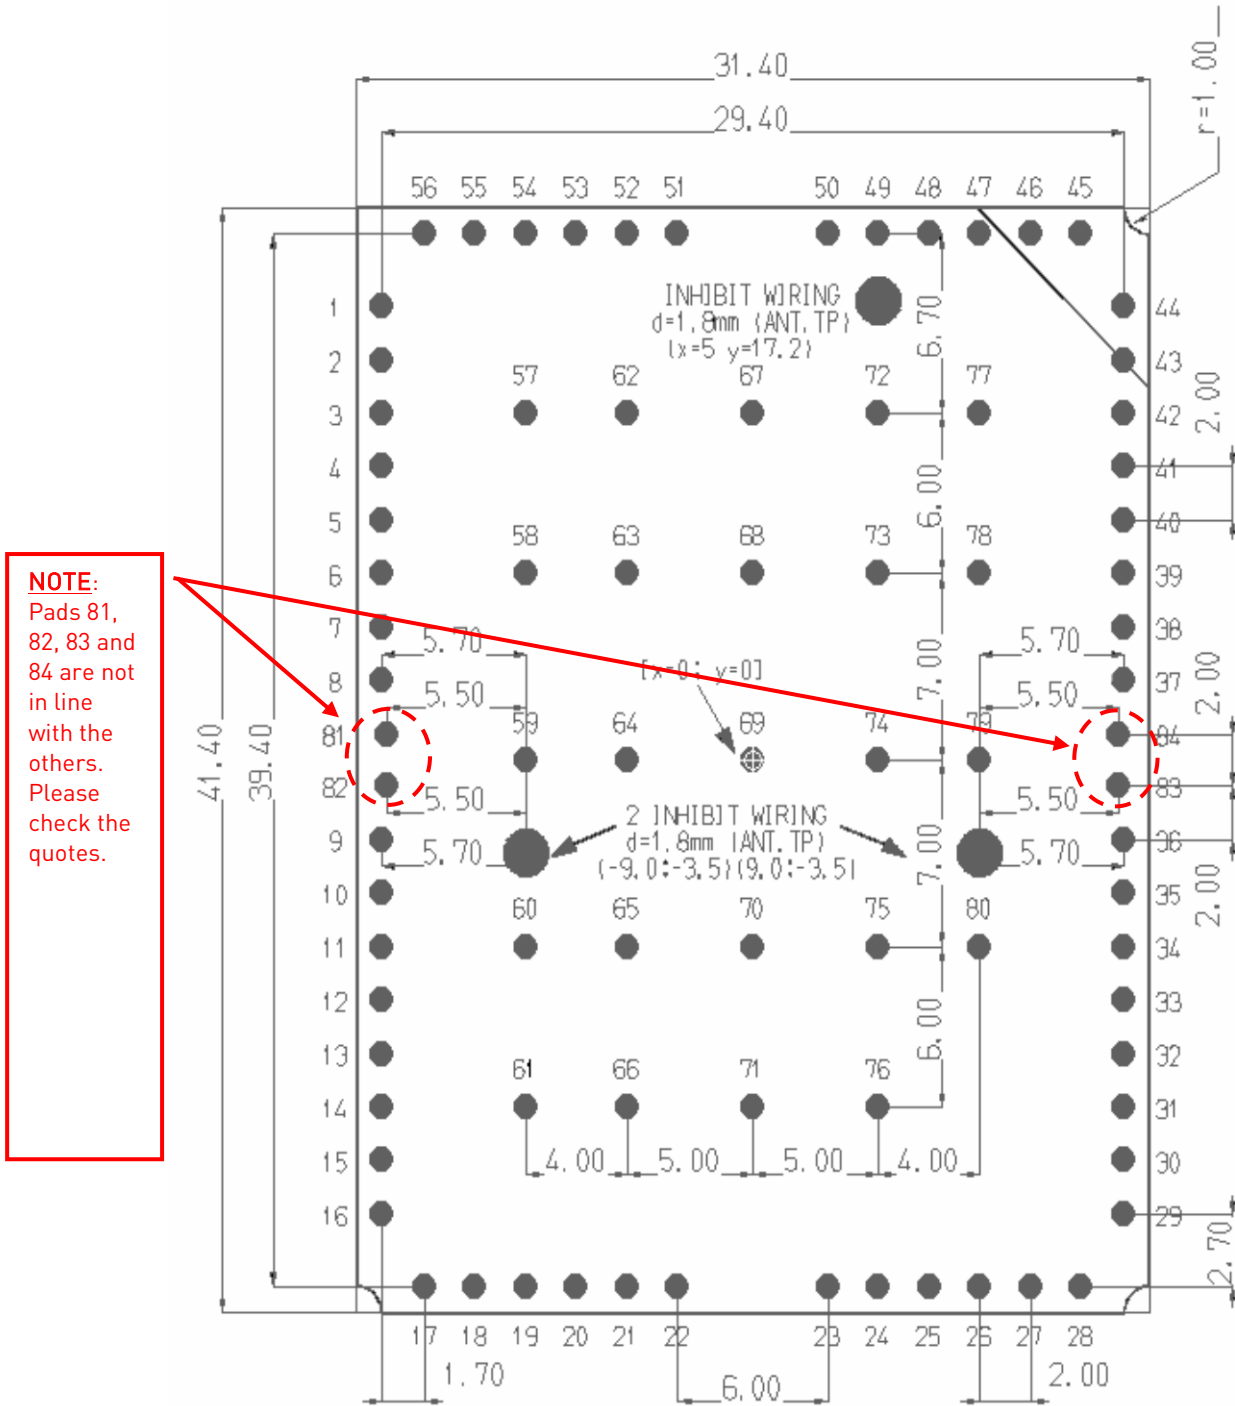 31.40
29.40
r=1.00
56 55 54 53 52 51 50 49 48 47 46 45
INHIBIT WIRING
d=1.8mm (ANT.TP)
(x=5 y=17.2)
6.70
1 44
2 43
57 62 67 72 77
3 42
2.00
4 41
6.00
5 40
58 63 68 73 78
6 39
7 38
5.70 5.70
[x=0; y=0]
7.00
8 37
2.00
5.50 5.50
59 64 69 74 79
81 84
41.40
39.40
82 83
5.50 5.50
2 INHIBIT WIRING
d=1.8mm (ANT.TP)
(-9.0;-3.5)(9.0;-3.5)
7.00
9 36
5.70 5.70
2.00
10 35
60 65 70 75 80
11 34
12 33
6.00
13 32
61 66 71 76
14 31
15 30
4.00 5.00 5.00 4.00
16 29
2.70
17 18 19 20 21 22 23 24 25 26 27 28
1.70
6.00
2.00
NOTE:
Pads 81,
82, 83 and
84 are not
in line
with the
others.
Please
check the
quotes.